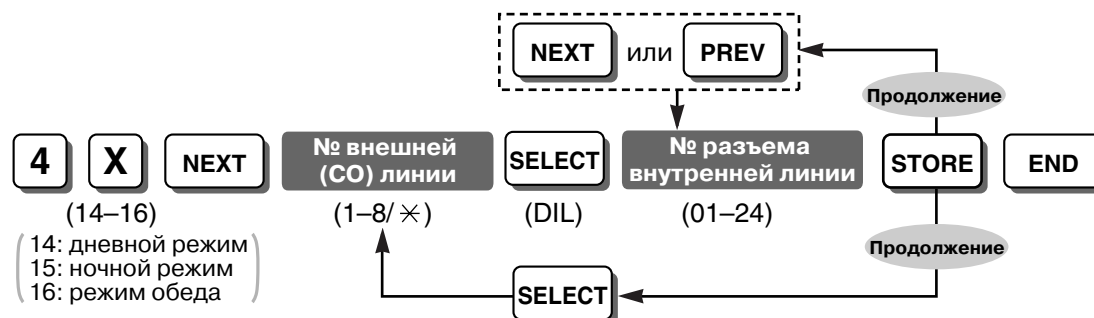 NEXT или PREV
Продолжение
4 X NEXT № внешней (CO) линии SELECT № разъема внутренней линии STORE END
(14–16) (1–8/✳) (DIL) (01–24)
14: дневной режим
15: ночной режим
16: режим обеда
Продолжение
SELECT